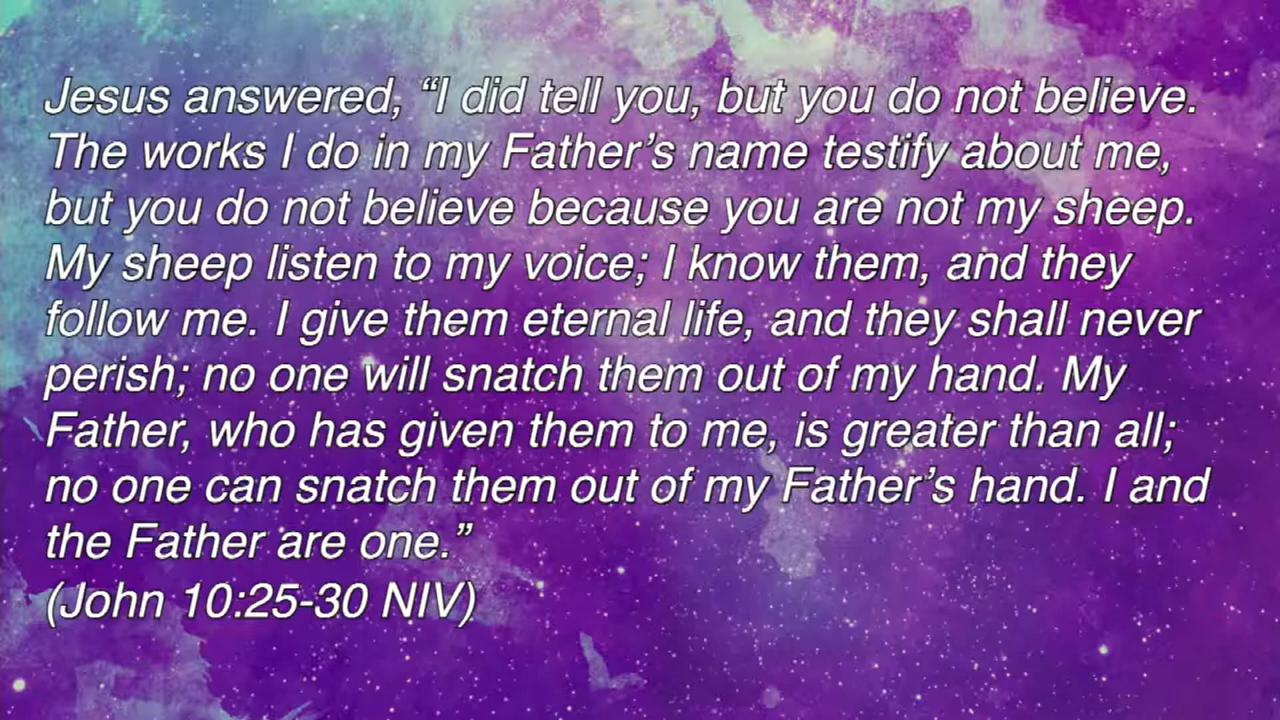 Jesus answered, “I did tell you, but you do not believe.
The works I do in my Father’s name testify about me,
but you do not believe because you are not my sheep.
My sheep listen to my voice; I know them, and they
follow me. I give them eternal life, and they shall never
perish; no one will snatch them out of my hand. My
Father, who has given them to me, is greater than all;
no one can snatch them out of my Father’s hand. I and
the Father are one.”
(John 10:25-30 NIV)